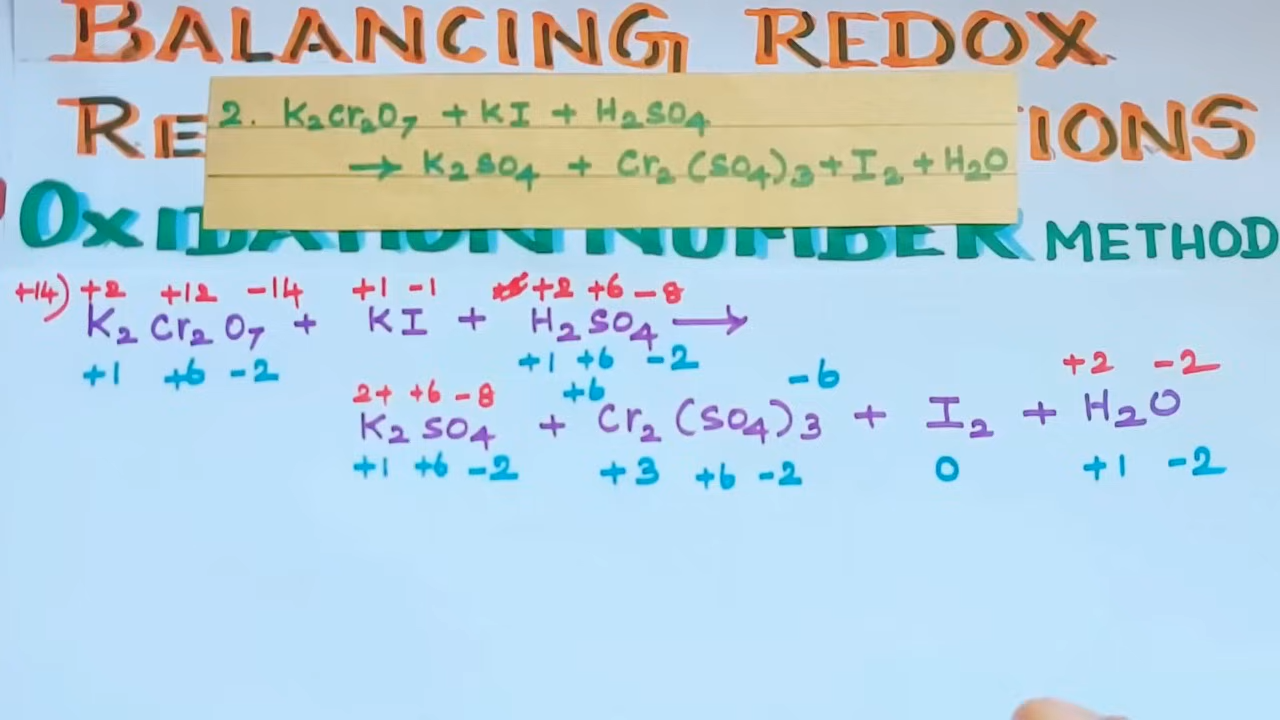 BALANCING REDOX
RE IONS
2. K₂Cr₂O₇ + KI + H₂SO₄
→ K₂SO₄ + Cr₂(SO₄)₃ + I₂ + H₂O
OXIDATION NUMBER METHOD
+14) +2 +12 -14 +1 -1 +2 +6 -8
K₂Cr₂O₇ + KI + H₂SO₄ →
+1 +6 -2 +1 +6 -2
2+ +6 -8 +6 -6 +2 -2
K₂SO₄ + Cr₂(SO₄)₃ + I₂ + H₂O
+1 +6 -2 +3 +6 -2 0 +1 -2